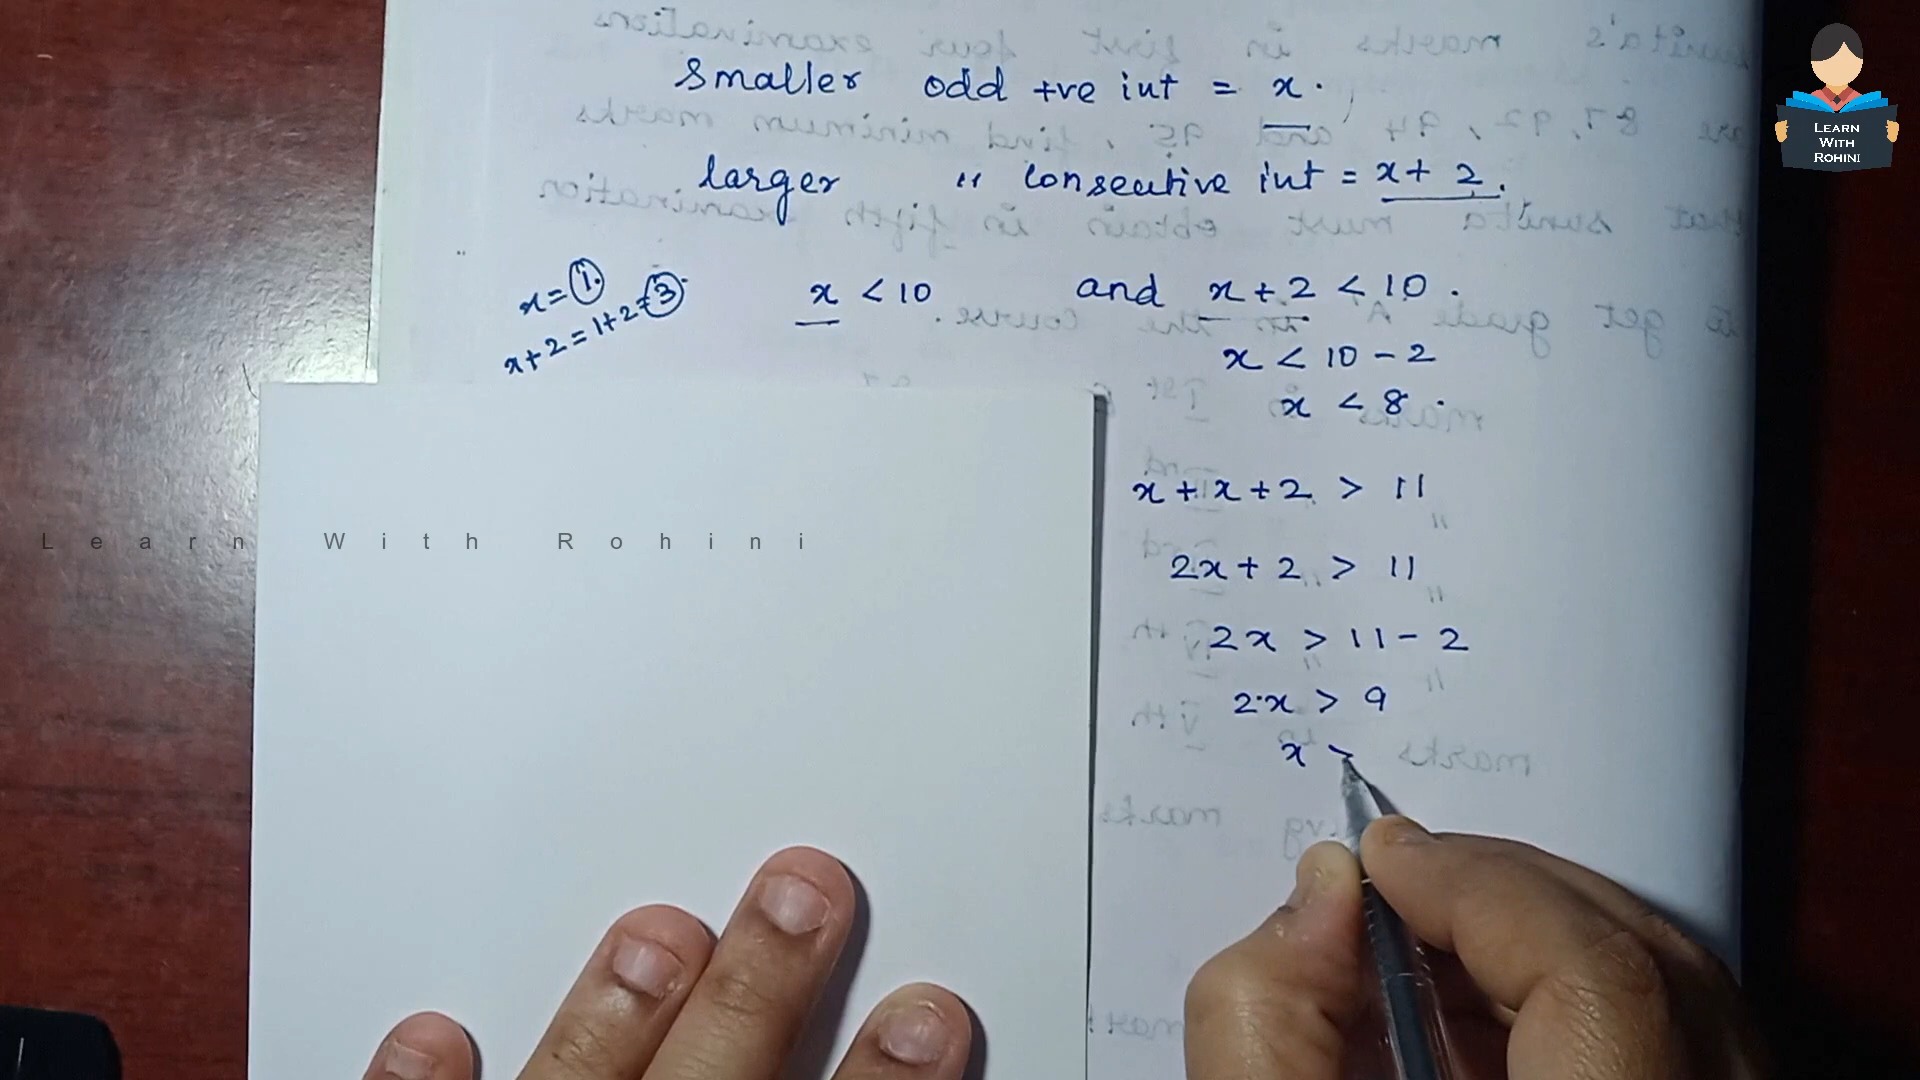 Smaller odd +ve int = x.
larger " consecutive int = x + 2.
x = 1.
x + 2 = 1 + 2 = 3
x < 10 and x + 2 < 10.
x < 10 - 2
x < 8.
x + x + 2 > 11
2x + 2 > 11
2x > 11 - 2
2x > 9
x >
Learn With Rohini
LEARN
WITH
ROHINI